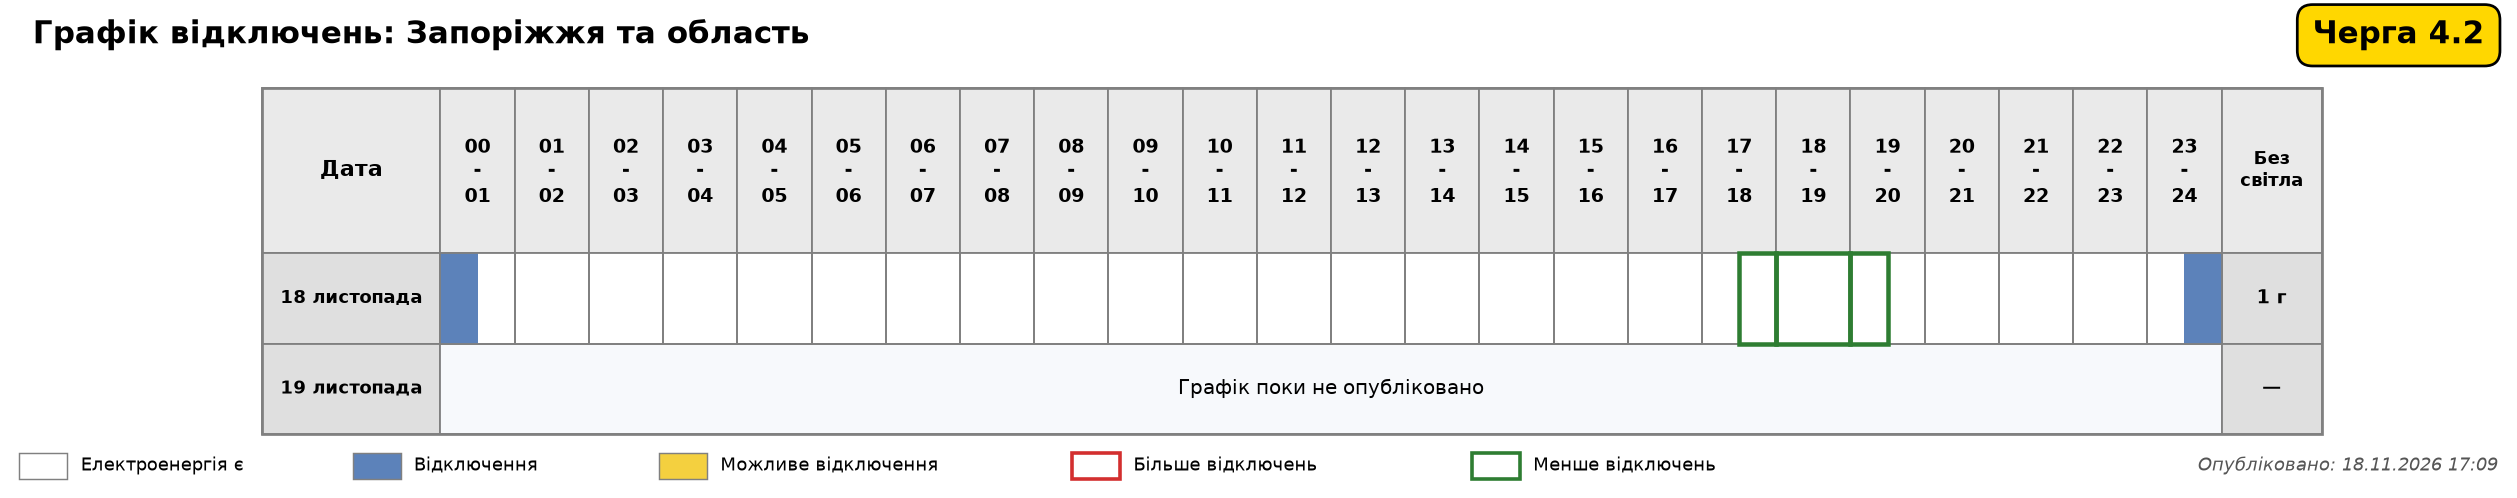 Графік відключень: Запоріжжя та область
Черга 4.2
Дата
00 - 01
01 - 02
02 - 03
03 - 04
04 - 05
05 - 06
06 - 07
07 - 08
08 - 09
09 - 10
10 - 11
11 - 12
12 - 13
13 - 14
14 - 15
15 - 16
16 - 17
17 - 18
18 - 19
19 - 20
20 - 21
21 - 22
22 - 23
23 - 24
Без
світла
18 листопада
1 г
19 листопада
Графік поки не опубліковано
—
Електроенергія є
Відключення
Можливе відключення
Більше відключень
Менше відключень
Опубліковано: 18.11.2026 17:09